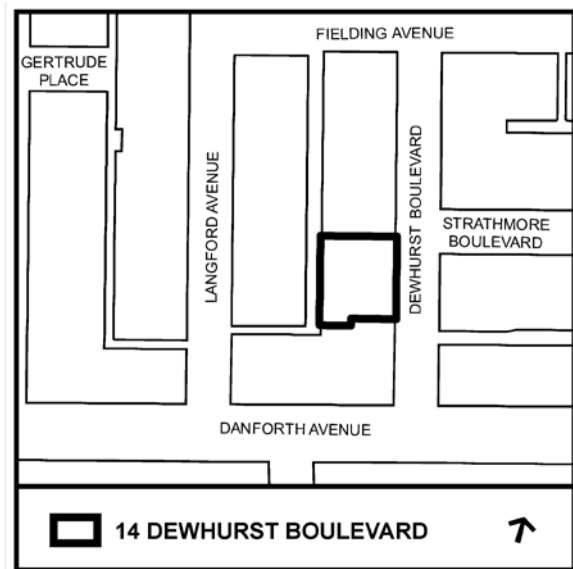 FIELDING AVENUE
GERTRUDE
PLACE
LANGFORD AVENUE
DEWHURST BOULEVARD
STRATHMORE
BOULEVARD
DANFORTH AVENUE
14 DEWHURST BOULEVARD